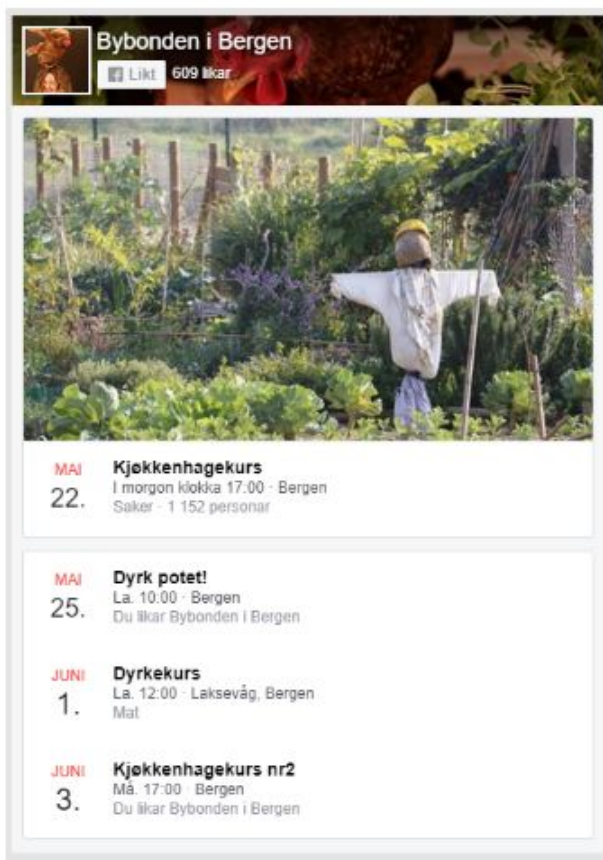 Bybonden i Bergen
Likt 609 likar
MAI
22.
Kjøkkenhagekurs
I morgon klokka 17:00 · Bergen
Saker · 1 152 personar
MAI
25.
Dyrk potet!
La. 10:00 · Bergen
Du likar Bybonden i Bergen
JUNI
1.
Dyrkekurs
La. 12:00 · Laksevåg, Bergen
Mat
JUNI
3.
Kjøkkenhagekurs nr2
Må. 17:00 · Bergen
Du likar Bybonden i Bergen